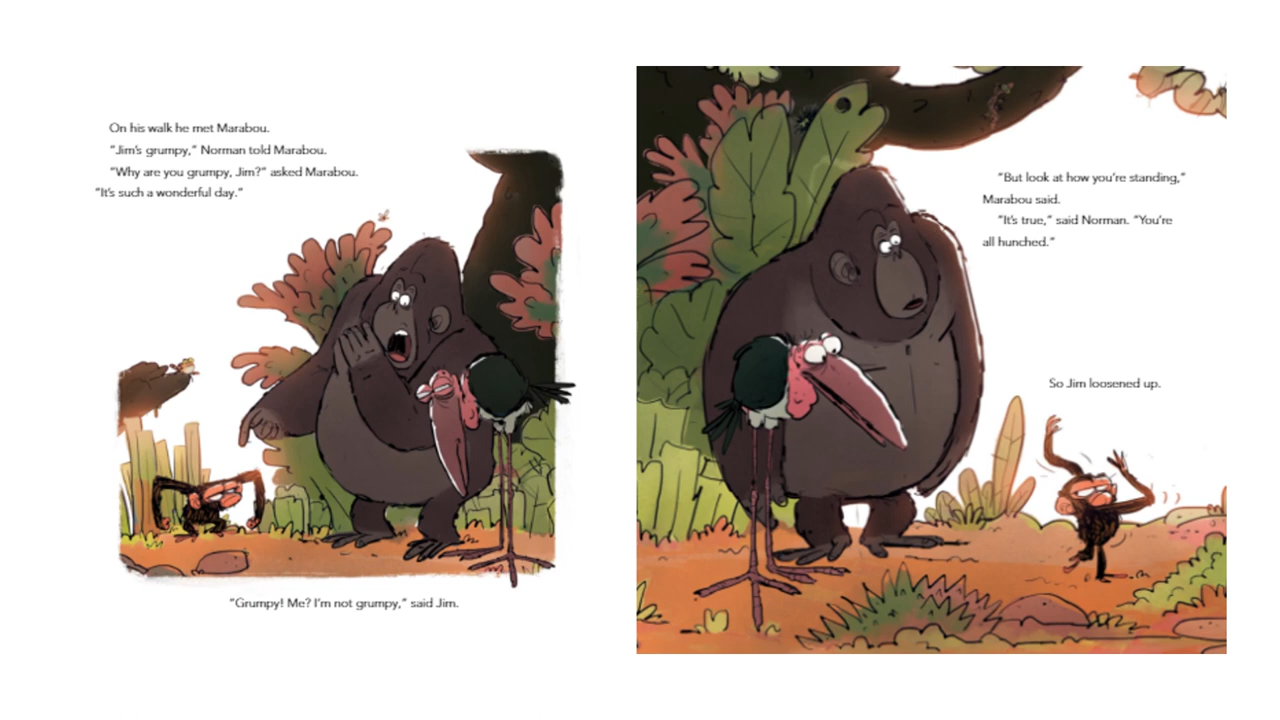 On his walk he met Marabou.
“Jim’s grumpy,” Norman told Marabou.
“Why are you grumpy, Jim?” asked Marabou.
“It’s such a wonderful day.”
“Grumpy! Me? I’m not grumpy,” said Jim.
“But look at how you’re standing,”
Marabou said.
“It’s true,” said Norman. “You’re
all hunched.”
So Jim loosened up.